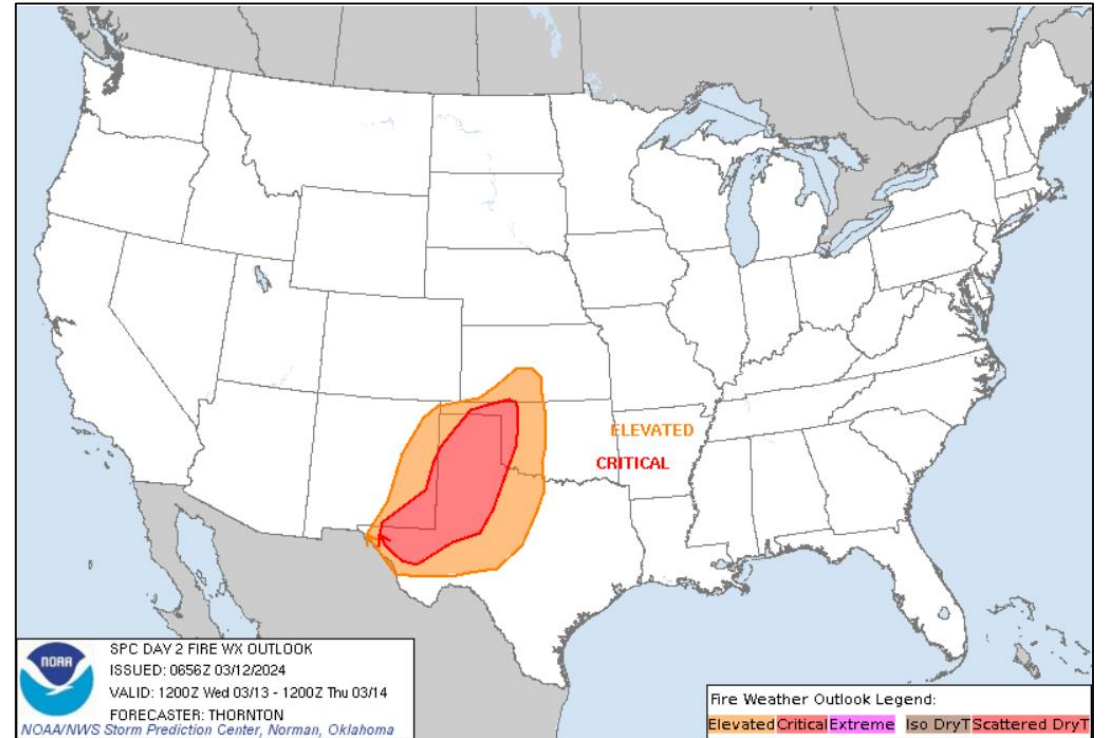 ELEVATED
CRITICAL
NOAA
SPC DAY 2 FIRE WX OUTLOOK
ISSUED: 0656Z 03/12/2024
VALID: 1200Z Wed 03/13 - 1200Z Thu 03/14
FORECASTER: THORNTON
NOAA/NWS Storm Prediction Center, Norman, Oklahoma
Fire Weather Outlook Legend:
Elevated Critical Extreme Iso DryT Scattered DryT